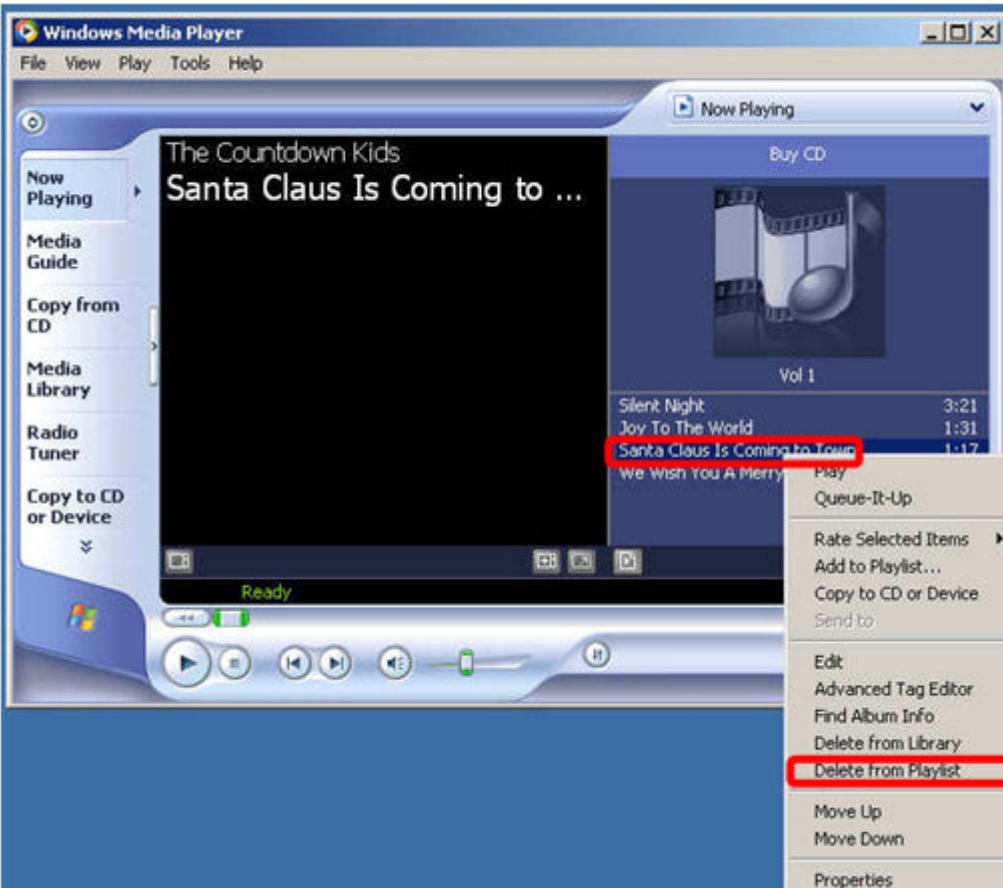 Windows Media Player
File View Play Tools Help
Now Playing
Now
Playing
Media
Guide
Copy from
CD
Media
Library
Radio
Tuner
Copy to CD
or Device
The Countdown Kids
Santa Claus Is Coming to ...
Buy CD
Vol 1
Silent Night 3:21
Joy To The World 1:31
Santa Claus Is Coming to Town 1:17
We Wish You A Merry
Play
Queue-It-Up
Rate Selected Items
Add to Playlist...
Copy to CD or Device
Send to
Edit
Advanced Tag Editor
Find Album Info
Delete from Library
Delete from Playlist
Move Up
Move Down
Properties
Ready